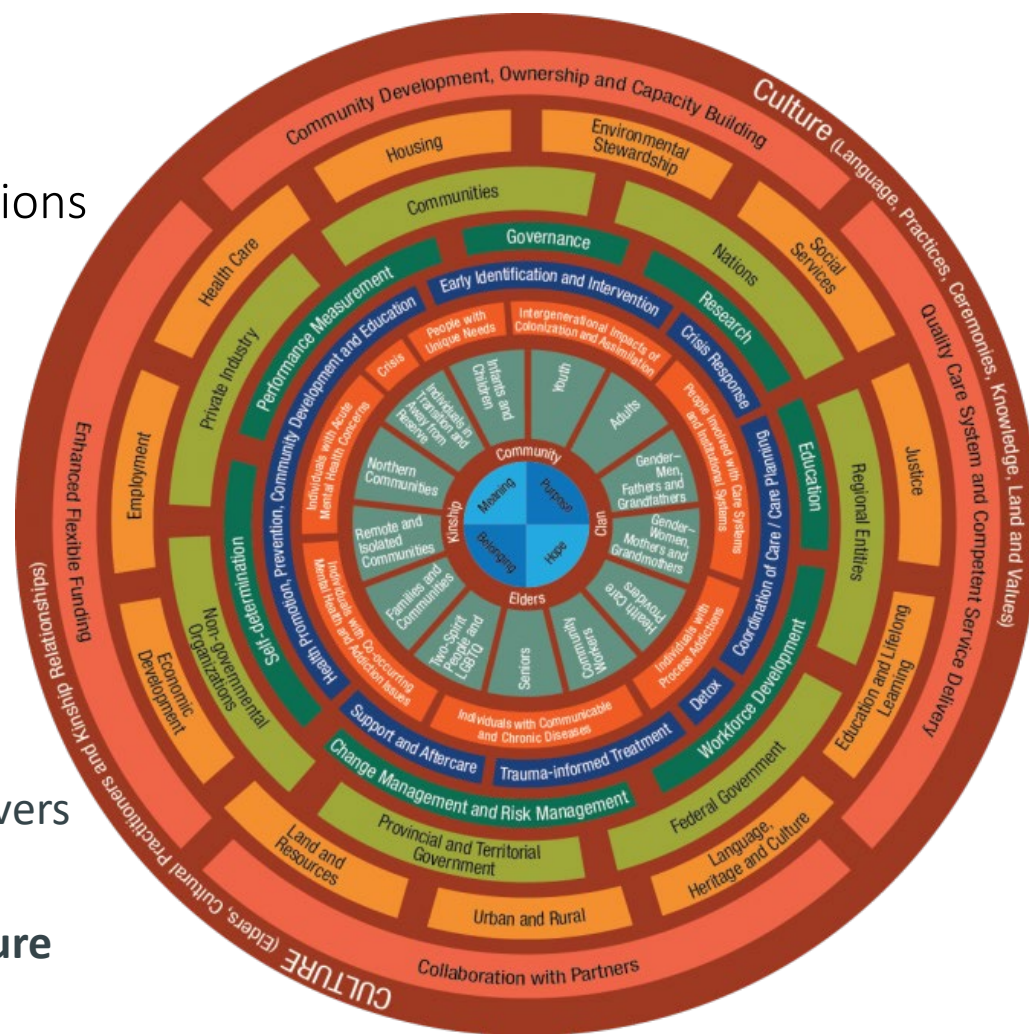 ions
vers
ure
Culture (Language, Practices, Ceremonies, Knowledge, Land and Values)
CULTURE (Elders, Cultural Practitioners and Kinship Relationships)
Community Development, Ownership and Capacity Building
Quality Care System and Competent Service Delivery
Collaboration with Partners
Enhanced Flexible Funding
Housing
Environmental
Stewardship
Social
Services
Justice
Education and Lifelong
Learning
Language,
Heritage and Culture
Urban and Rural
Land and
Resources
Economic
Development
Employment
Health Care
Communities
Nations
Regional Entities
Federal Government
Provincial and Territorial
Government
Non-governmental
Organizations
Private Industry
Governance
Research
Education
Workforce Development
Change Management and Risk Management
Self-determination
Performance Measurement
Early Identification and Intervention
Crisis Response
Coordination of Care / Care Planning
Detox
Trauma-informed Treatment
Support and Aftercare
Health Promotion, Prevention, Community Development and Education
People with
Unique Needs
Intergenerational Impacts of
Colonization and Assimilation
People Involved with Care Systems
and Institutional Systems
Individuals with
Process Addictions
Individuals with Communicable
and Chronic Diseases
Individuals with Co-occurring
Mental Health and Addiction Issues
Individuals with Acute
Mental Health Concerns
Crisis
Infants and
Children
Youth
Adults
Gender–
Men,
Fathers and
Grandfathers
Gender–
Women,
Mothers and
Grandmothers
Health Care
Providers
Community
Workers
Seniors
Two-Spirit
People and
LGBTQ
Families and
Communities
Remote and
Isolated
Communities
Northern
Communities
Individuals in
Transition and
Away from
Reserve
Community
Clan
Elders
Kinship
Meaning
Purpose
Hope
Belonging